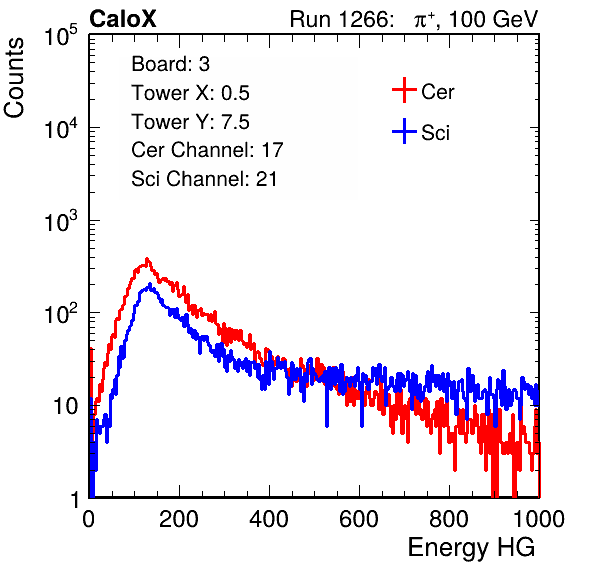 CaloX Run 1266: π⁺, 100 GeV
Counts
10⁵
10⁴
10³
10²
10
1
Board: 3
Tower X: 0.5
Tower Y: 7.5
Cer Channel: 17
Sci Channel: 21
Cer
Sci
0 200 400 600 800 1000
Energy HG